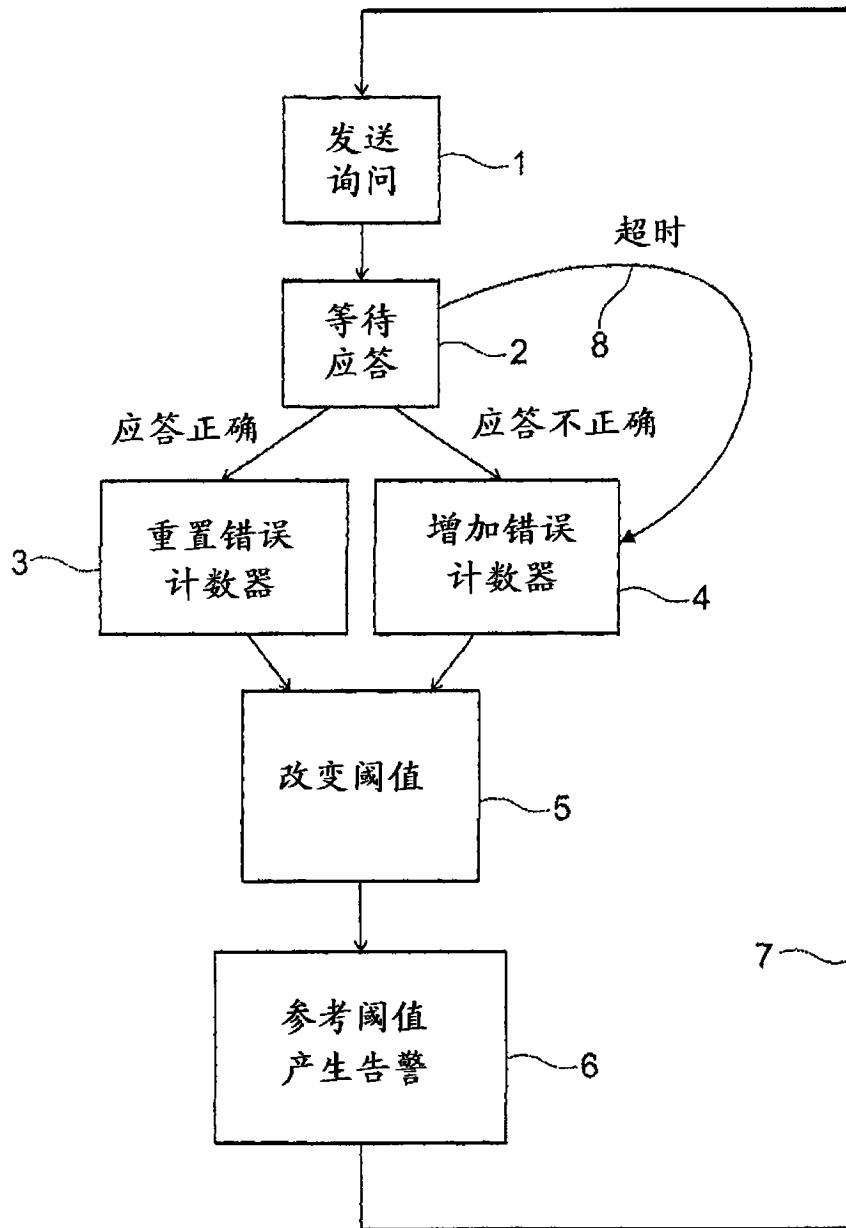 发送
询问
1
超时
8
等待
应答
2
应答正确
应答不正确
重置错误
计数器
3
增加错误
计数器
4
改变阈值
5
7
参考阈值
产生告警
6